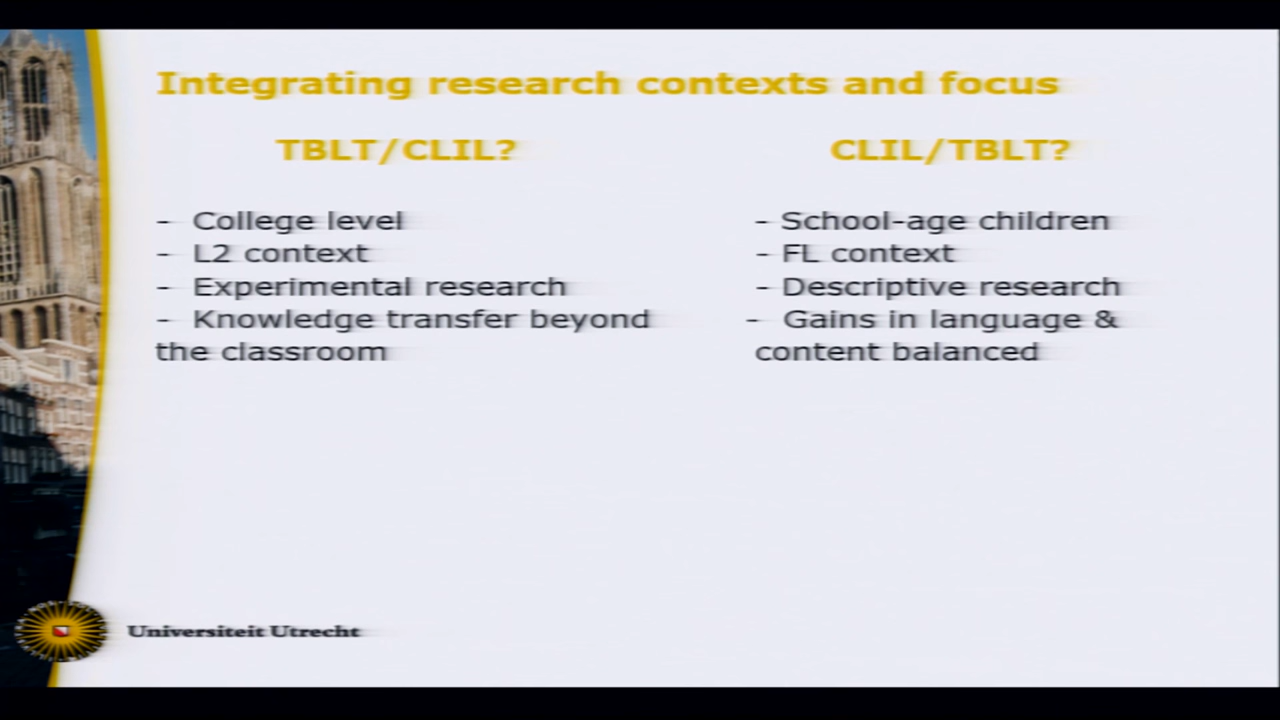 Integrating research contexts and focus
TBLT/CLIL?
- College level
- L2 context
- Experimental research
- Knowledge transfer beyond
the classroom
CLIL/TBLT?
- School-age children
- FL context
- Descriptive research
- Gains in language &
content balanced
Universiteit Utrecht